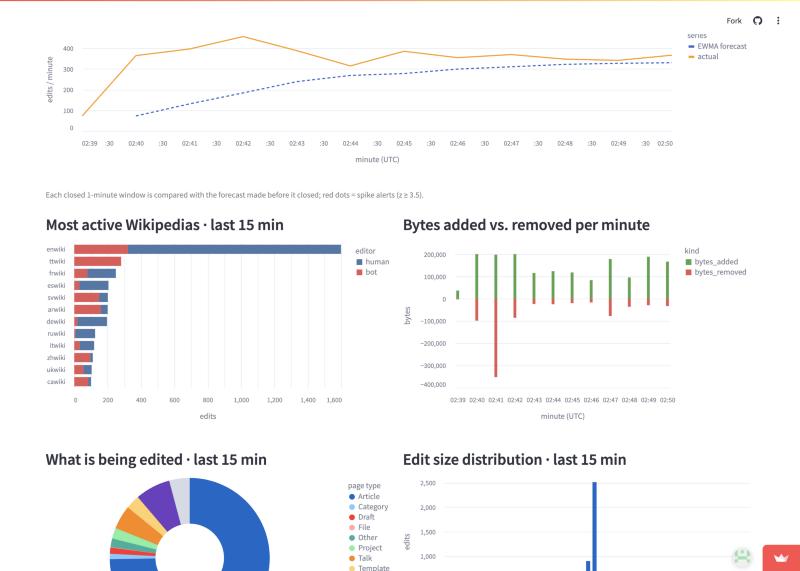 Fork
series
EWMA forecast
actual
edits / minute
400
300
200
100
0
02:39 :30 02:40 :30 02:41 :30 02:42 :30 02:43 :30 02:44 :30 02:45 :30 02:46 :30 02:47 :30 02:48 :30 02:49 :30 02:50
minute (UTC)
Each closed 1-minute window is compared with the forecast made before it closed; red dots = spike alerts (z ≥ 3.5).
Most active Wikipedias · last 15 min
editor
human
bot
enwiki
ttwiki
frwiki
eswiki
svwiki
arwiki
dewiki
ruwiki
itwiki
zhwiki
ukwiki
cawiki
0 200 400 600 800 1,000 1,200 1,400 1,600
edits
Bytes added vs. removed per minute
kind
bytes_added
bytes_removed
bytes
200,000
100,000
0
−100,000
−200,000
−300,000
−400,000
02:39 02:40 02:41 02:42 02:43 02:44 02:45 02:46 02:47 02:48 02:49 02:50
minute (UTC)
What is being edited · last 15 min
page type
Article
Category
Draft
File
Other
Project
Talk
Template
Edit size distribution · last 15 min
edits
2,500
2,000
1,500
1,000